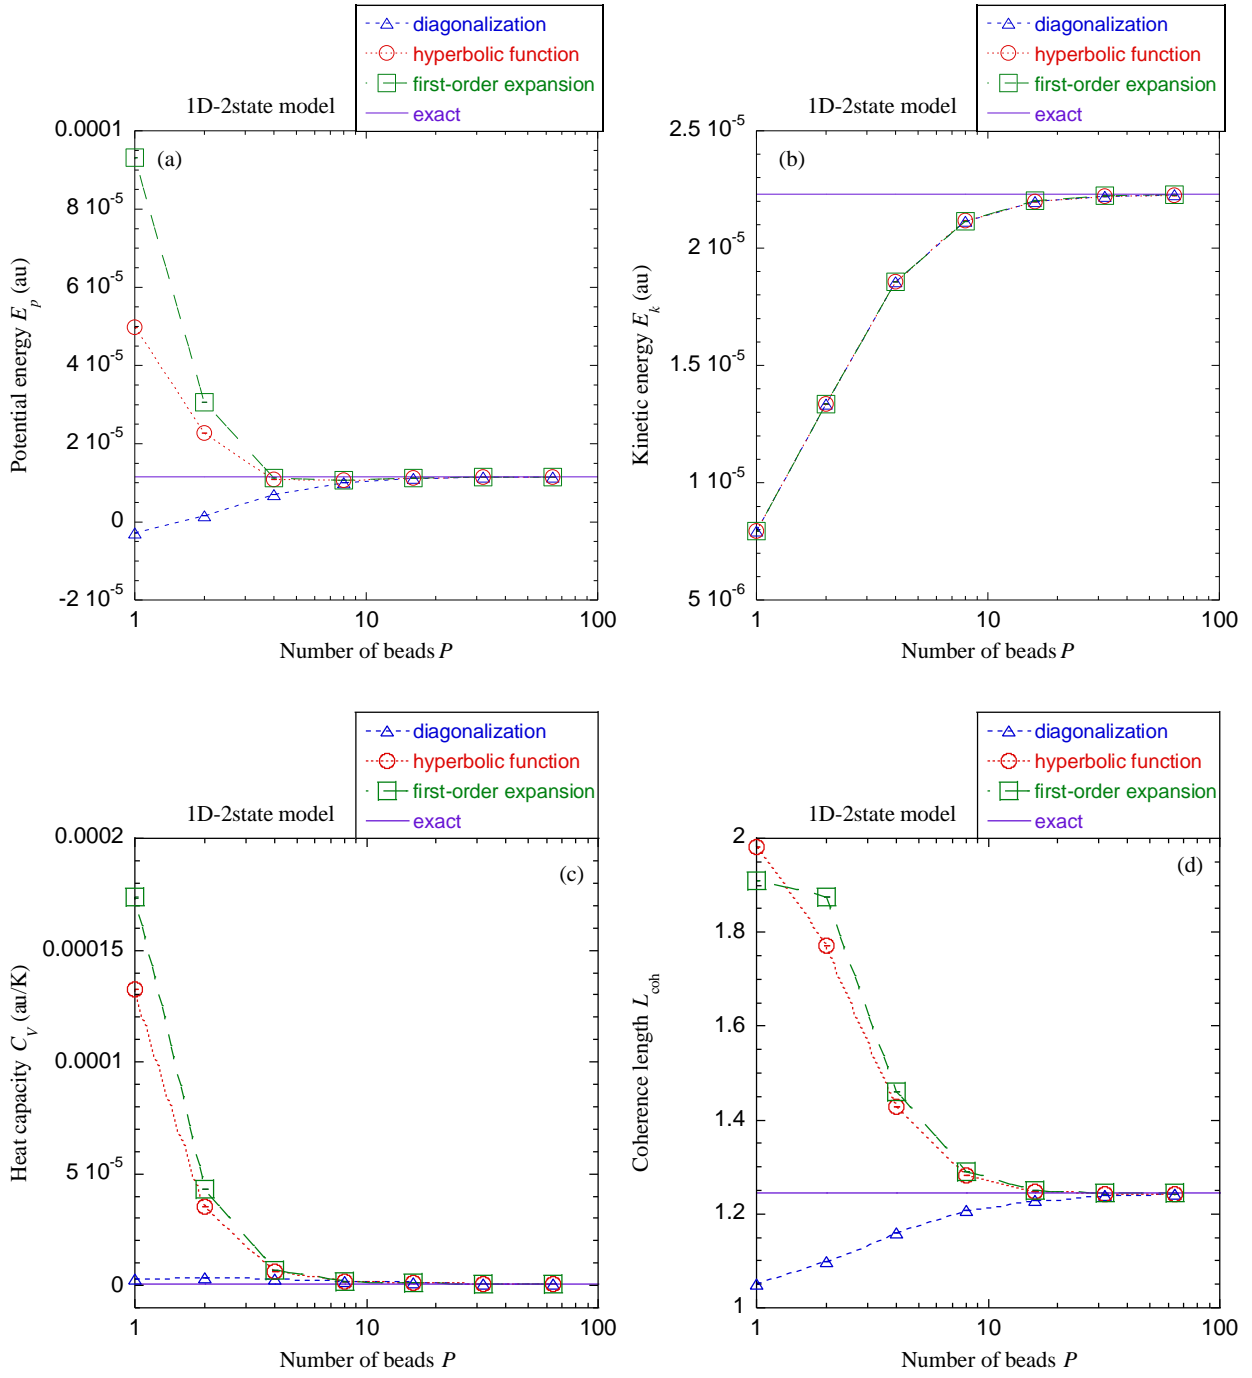 diagonalization
hyperbolic function
first-order expansion
exact
1D-2state model
(a)
0.0001
8 10-5
6 10-5
4 10-5
2 10-5
0
-2 10-5
Potential energy Ep (au)
1
10
100
Number of beads P
diagonalization
hyperbolic function
first-order expansion
exact
1D-2state model
(b)
2.5 10-5
2 10-5
1.5 10-5
1 10-5
5 10-6
Kinetic energy Ek (au)
1
10
100
Number of beads P
diagonalization
hyperbolic function
first-order expansion
exact
1D-2state model
(c)
0.0002
0.00015
0.0001
5 10-5
0
Heat capacity CV (au/K)
1
10
100
Number of beads P
diagonalization
hyperbolic function
first-order expansion
exact
1D-2state model
(d)
2
1.8
1.6
1.4
1.2
1
Coherence length Lcoh
1
10
100
Number of beads P